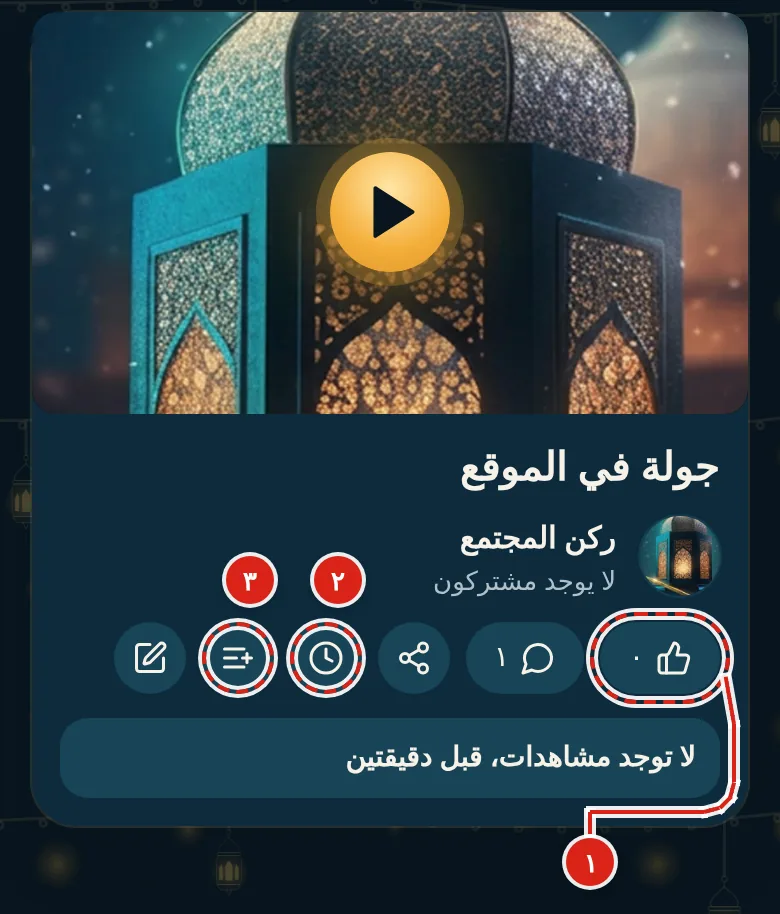 جولة في الموقع
ركن المجتمع
لا يوجد مشتركون
٢
٣
٠
١
لا توجد مشاهدات، قبل دقيقتين
١